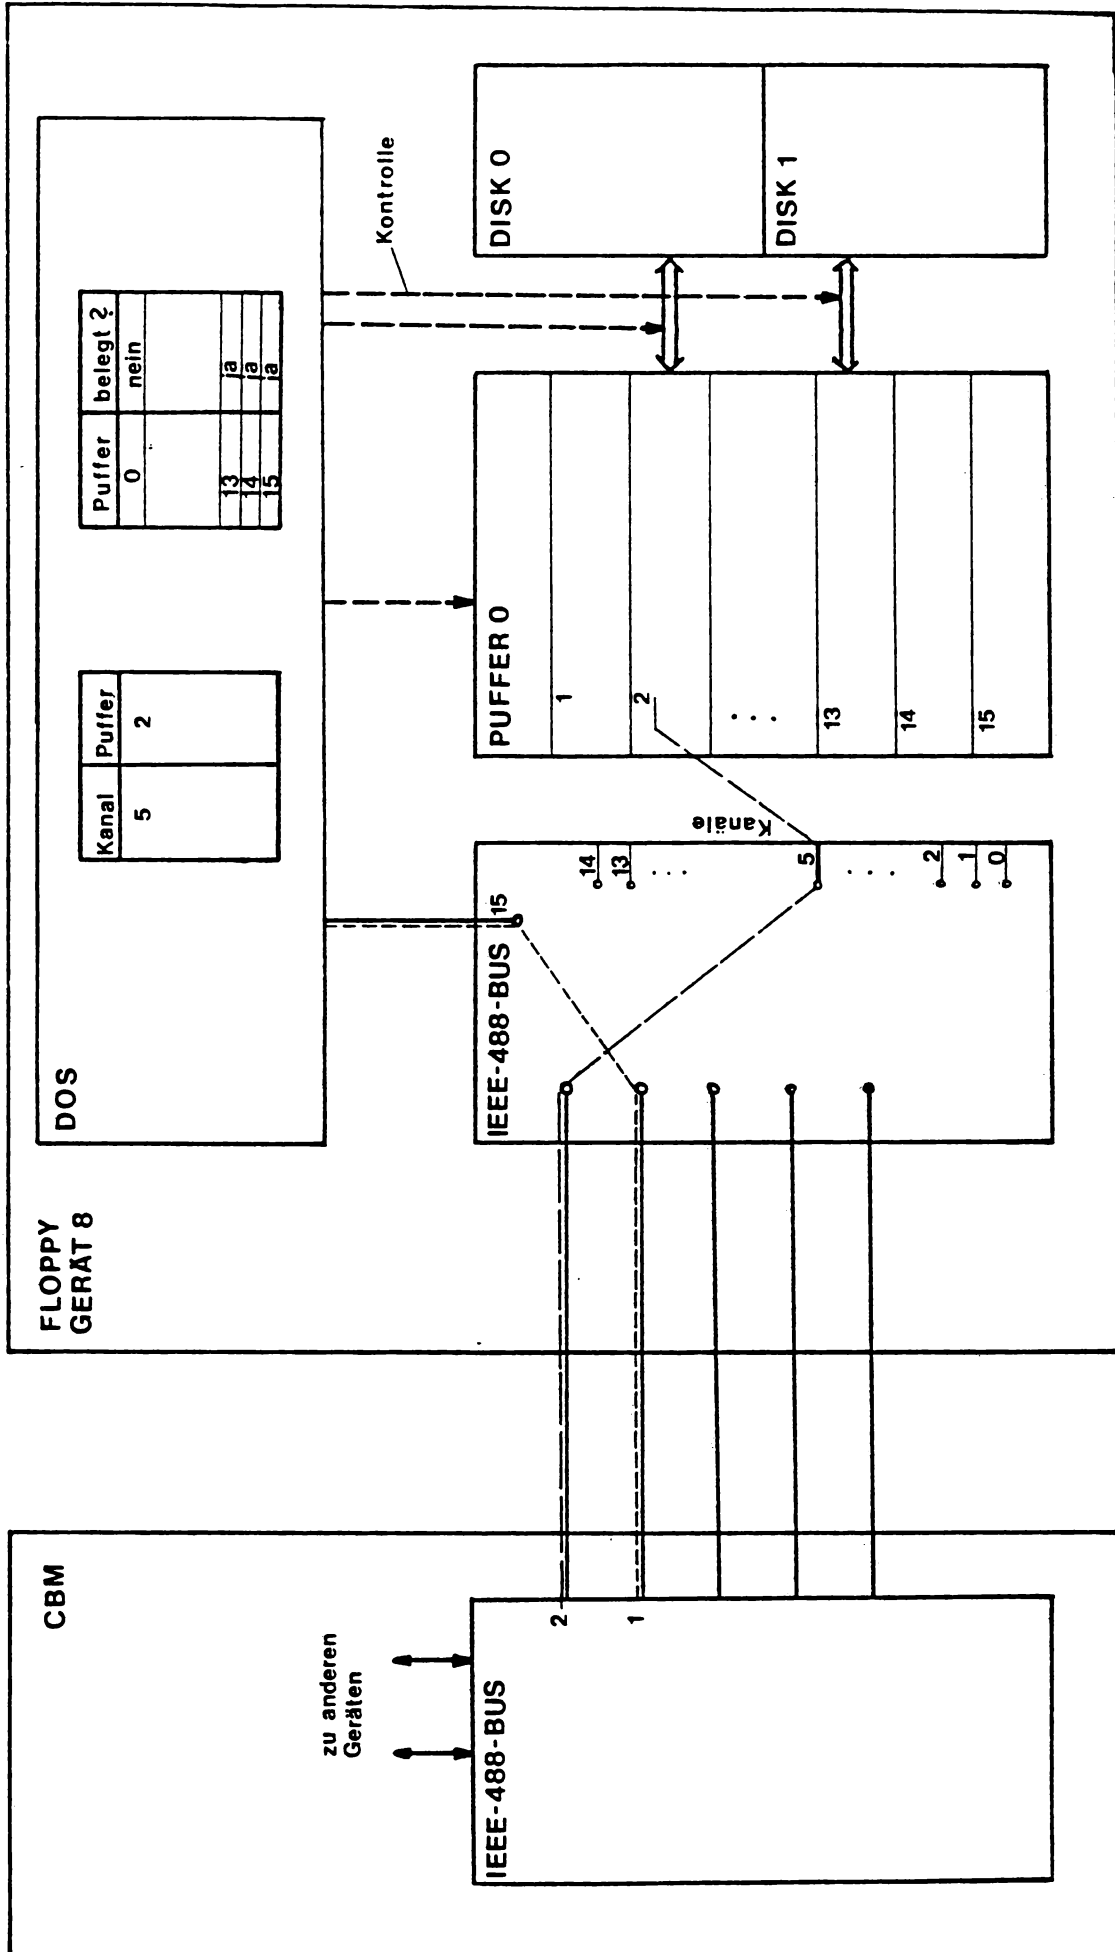 CBM
zu anderen
Geräten
IEEE-488-BUS
2
1
FLOPPY
GERÄT 8
DOS
Kanal Puffer
5 2
Puffer belegt ?
0 nein
13 ja
14 ja
15 ja
Kontrolle
IEEE-488-BUS
15
14
13
...
5
...
2
1
0
Kanäle
PUFFER 0
1
2
...
13
14
15
DISK 0
DISK 1